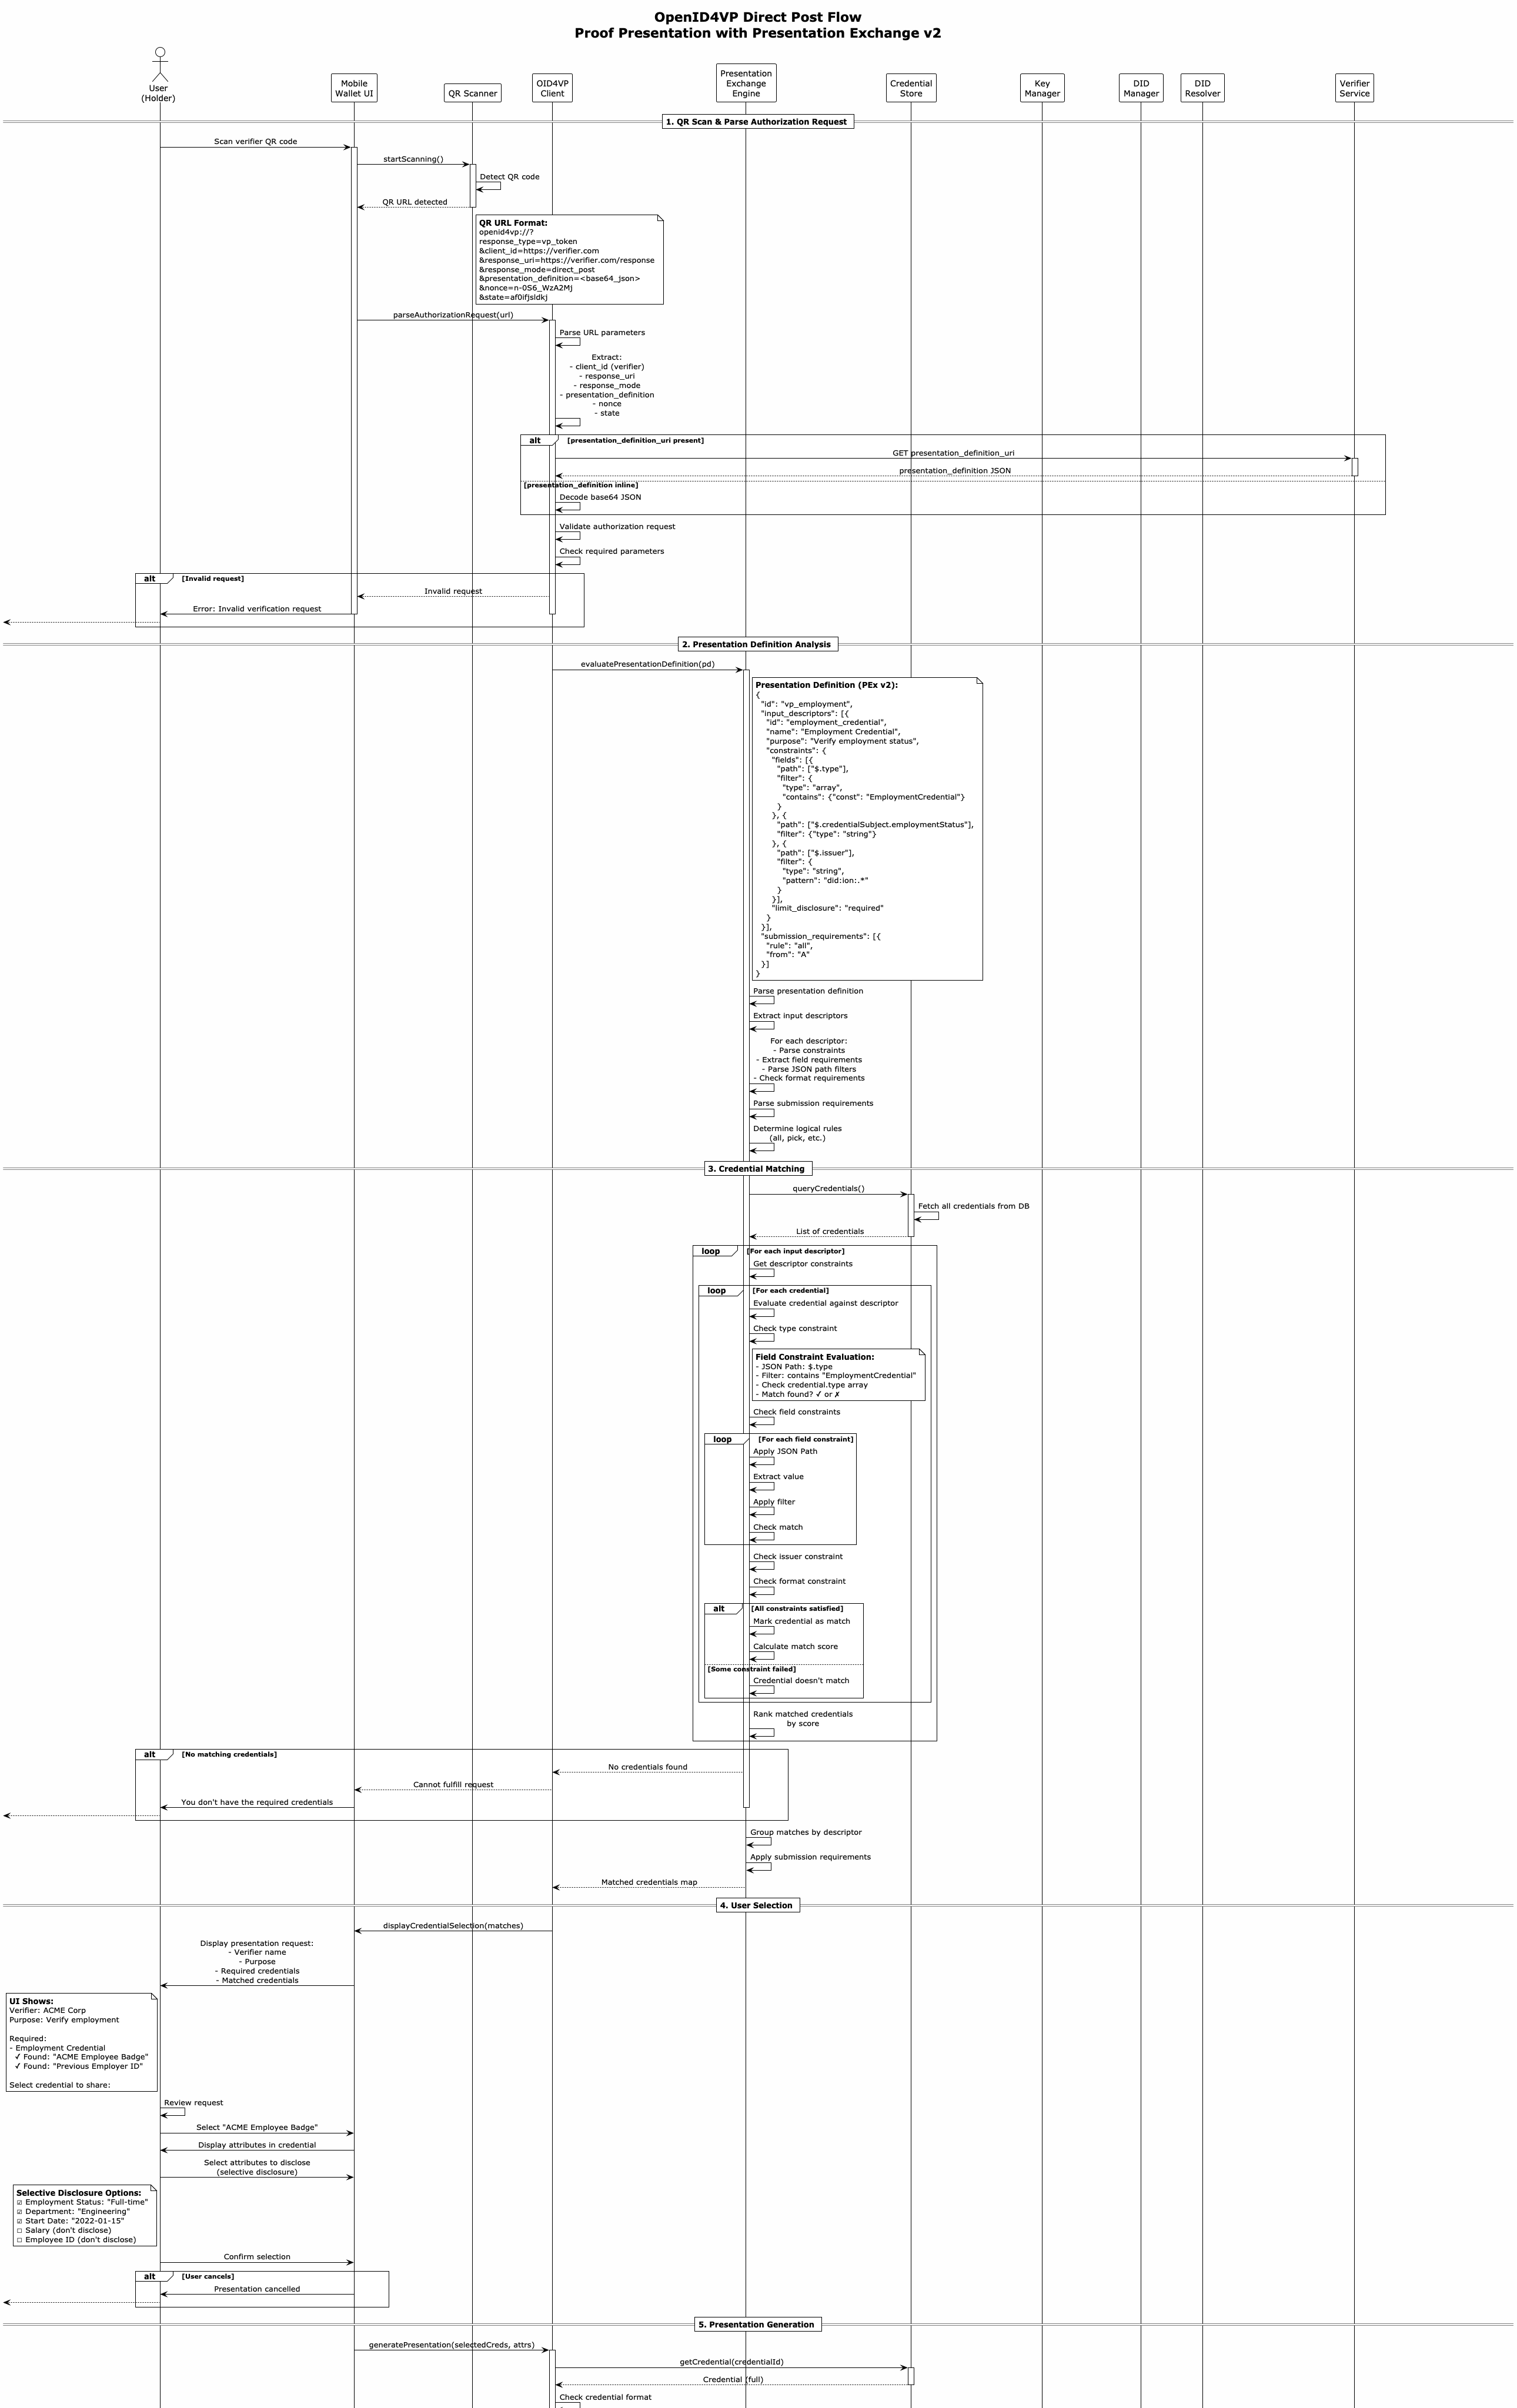 OpenID4VP Direct Post Flow
Proof Presentation with Presentation Exchange v2
User
(Holder)
Mobile
Wallet UI
QR Scanner
OID4VP
Client
Presentation
Exchange
Engine
Credential
Store
Key
Manager
DID
Manager
DID
Resolver
Verifier
Service
1. QR Scan & Parse Authorization Request
Scan verifier QR code
startScanning()
Detect QR code
QR URL detected
QR URL Format:
openid4vp://?
response_type=vp_token
&client_id=https://verifier.com
&response_uri=https://verifier.com/response
&response_mode=direct_post
&presentation_definition=<base64_json>
&nonce=n-0S6_WzA2Mj
&state=af0ifjsldkj
parseAuthorizationRequest(url)
Parse URL parameters
Extract:
- client_id (verifier)
- response_uri
- response_mode
- presentation_definition
- nonce
- state
alt [presentation_definition_uri present]
GET presentation_definition_uri
presentation_definition JSON
[presentation_definition inline]
Decode base64 JSON
Validate authorization request
Check required parameters
alt [Invalid request]
Invalid request
Error: Invalid verification request
2. Presentation Definition Analysis
evaluatePresentationDefinition(pd)
Presentation Definition (PEx v2):
{
"id": "vp_employment",
"input_descriptors": [{
"id": "employment_credential",
"name": "Employment Credential",
"purpose": "Verify employment status",
"constraints": {
"fields": [{
"path": ["$.type"],
"filter": {
"type": "array",
"contains": {"const": "EmploymentCredential"}
}
}, {
"path": ["$.credentialSubject.employmentStatus"],
"filter": {"type": "string"}
}, {
"path": ["$.issuer"],
"filter": {
"type": "string",
"pattern": "did:ion:.*"
}
}],
"limit_disclosure": "required"
}
}],
"submission_requirements": [{
"rule": "all",
"from": "A"
}]
}
Parse presentation definition
Extract input descriptors
For each descriptor:
- Parse constraints
- Extract field requirements
- Parse JSON path filters
- Check format requirements
Parse submission requirements
Determine logical rules
(all, pick, etc.)
3. Credential Matching
queryCredentials()
Fetch all credentials from DB
List of credentials
loop [For each input descriptor]
Get descriptor constraints
loop [For each credential]
Evaluate credential against descriptor
Check type constraint
Field Constraint Evaluation:
- JSON Path: $.type
- Filter: contains "EmploymentCredential"
- Check credential.type array
- Match found? ✓ or ✗
Check field constraints
loop [For each field constraint]
Apply JSON Path
Extract value
Apply filter
Check match
Check issuer constraint
Check format constraint
alt [All constraints satisfied]
Mark credential as match
Calculate match score
[Some constraint failed]
Credential doesn't match
Rank matched credentials
by score
alt [No matching credentials]
No credentials found
Cannot fulfill request
You don't have the required credentials
Group matches by descriptor
Apply submission requirements
Matched credentials map
4. User Selection
displayCredentialSelection(matches)
Display presentation request:
- Verifier name
- Purpose
- Required credentials
- Matched credentials
UI Shows:
Verifier: ACME Corp
Purpose: Verify employment
Required:
- Employment Credential
✓ Found: "ACME Employee Badge"
✓ Found: "Previous Employer ID"
Select credential to share:
Review request
Select "ACME Employee Badge"
Display attributes in credential
Select attributes to disclose
(selective disclosure)
Selective Disclosure Options:
☑ Employment Status: "Full-time"
☑ Department: "Engineering"
☑ Start Date: "2022-01-15"
☐ Salary (don't disclose)
☐ Employee ID (don't disclose)
Confirm selection
alt [User cancels]
Presentation cancelled
5. Presentation Generation
generatePresentation(selectedCreds, attrs)
getCredential(credentialId)
Credential (full)
Check credential format